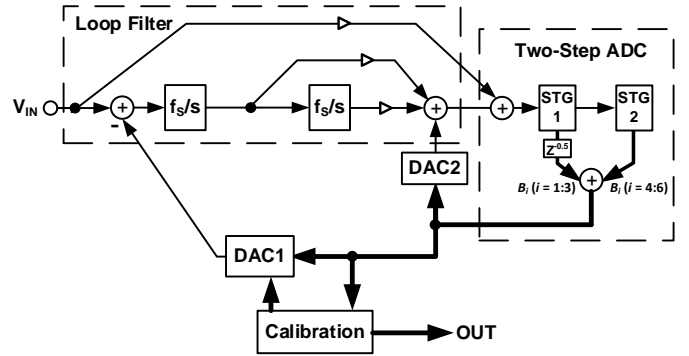 Loop Filter
Two-Step ADC
V_IN
+
-
f_S/s
f_S/s
+
+
STG 1
STG 2
Z^-0.5
DAC2
B_i (i = 1:3)
+
B_i (i = 4:6)
DAC1
Calibration
OUT